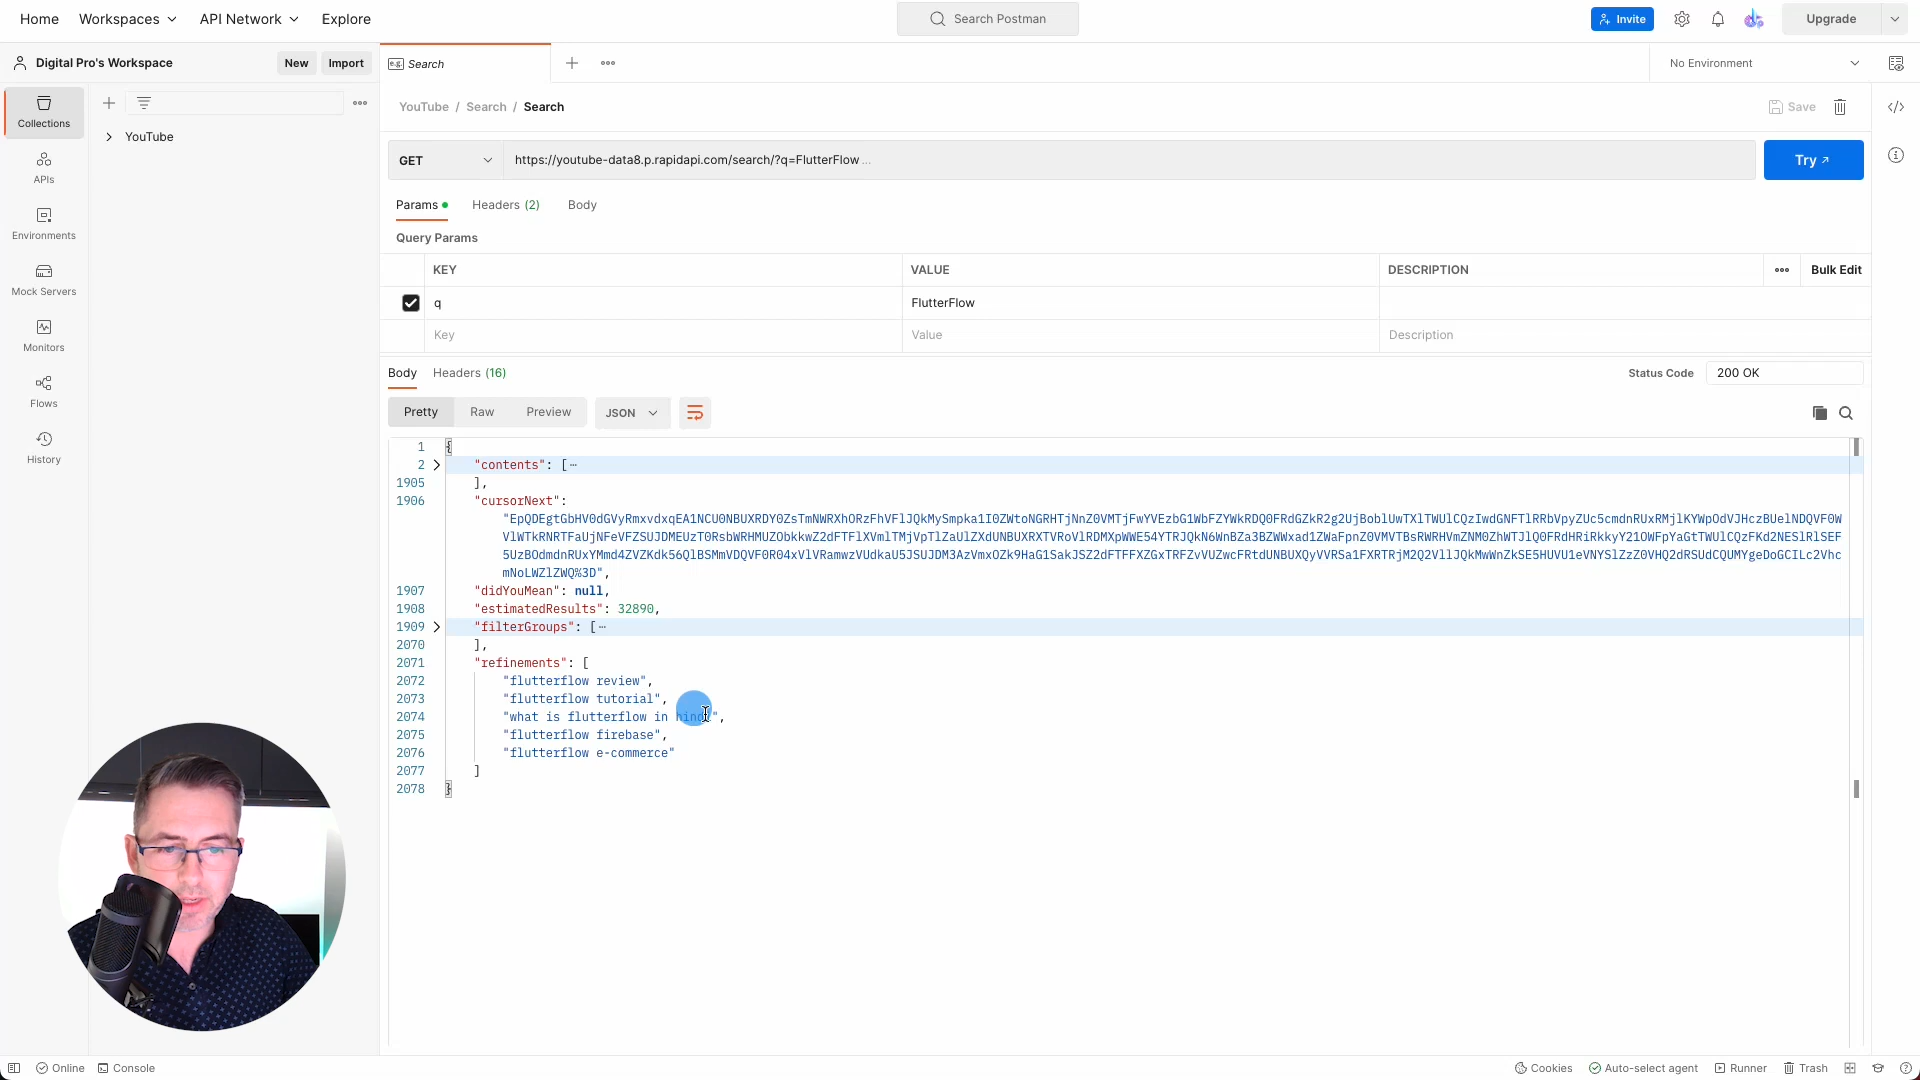 Home Workspaces API Network Explore Search Postman Invite Upgrade
Digital Pro's Workspace New Import Search No Environment
Collections
YouTube
APIs
Environments
Mock Servers
Monitors
Flows
History
YouTube / Search / Search Save
GET https://youtube-data8.p.rapidapi.com/search/?q=FlutterFlow ... Try
Params Headers (2) Body
Query Params
KEY VALUE DESCRIPTION Bulk Edit
q FlutterFlow
Key Value Description
Body Headers (16) Status Code 200 OK
Pretty Raw Preview JSON
1 {
2 "contents": [
1905 ],
1906 "cursorNext":
1907 "didYouMean": null,
1908 "estimatedResults": 32890,
1909 "filterGroups": [
2070 ],
2071 "refinements": [
2072 "flutterflow review",
2073 "flutterflow tutorial",
2074 "what is flutterflow in hindi",
2075 "flutterflow firebase",
2076 "flutterflow e-commerce"
2077 ]
2078 }
Online Console Cookies Auto-select agent Runner Trash